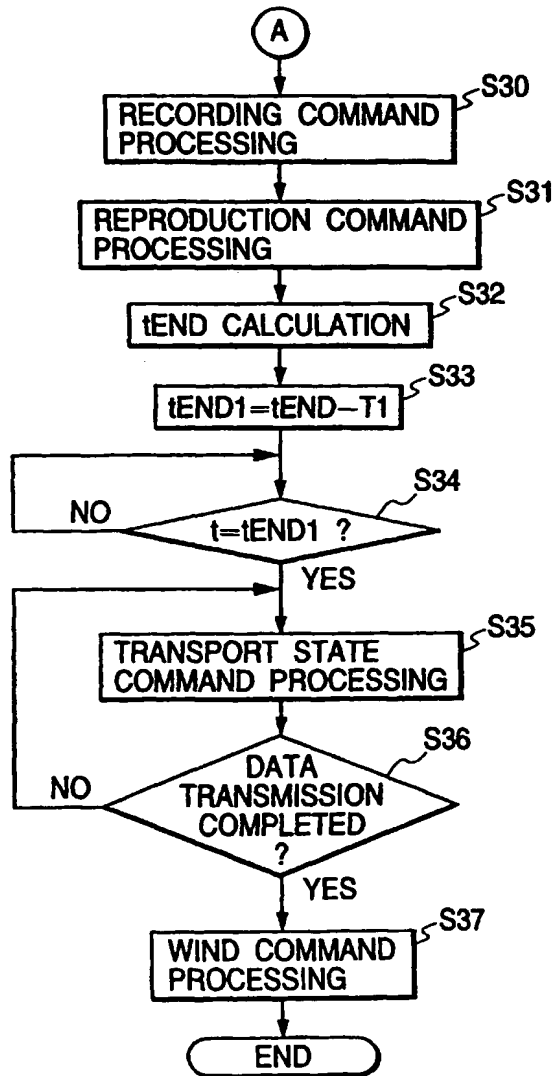 A
S30
RECORDING COMMAND
PROCESSING
S31
REPRODUCTION COMMAND
PROCESSING
S32
tEND CALCULATION
S33
tEND1=tEND-T1
S34
NO
t=tEND1 ?
YES
S35
TRANSPORT STATE
COMMAND PROCESSING
S36
NO
DATA
TRANSMISSION
COMPLETED
?
YES
S37
WIND COMMAND
PROCESSING
END